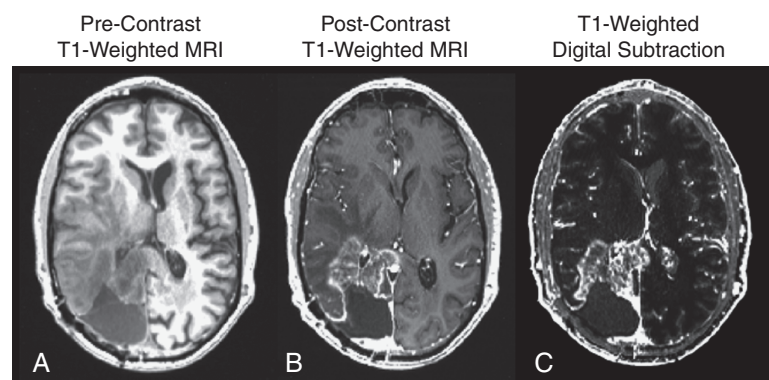 Pre-Contrast
T1-Weighted MRI
Post-Contrast
T1-Weighted MRI
T1-Weighted
Digital Subtraction
A
B
C